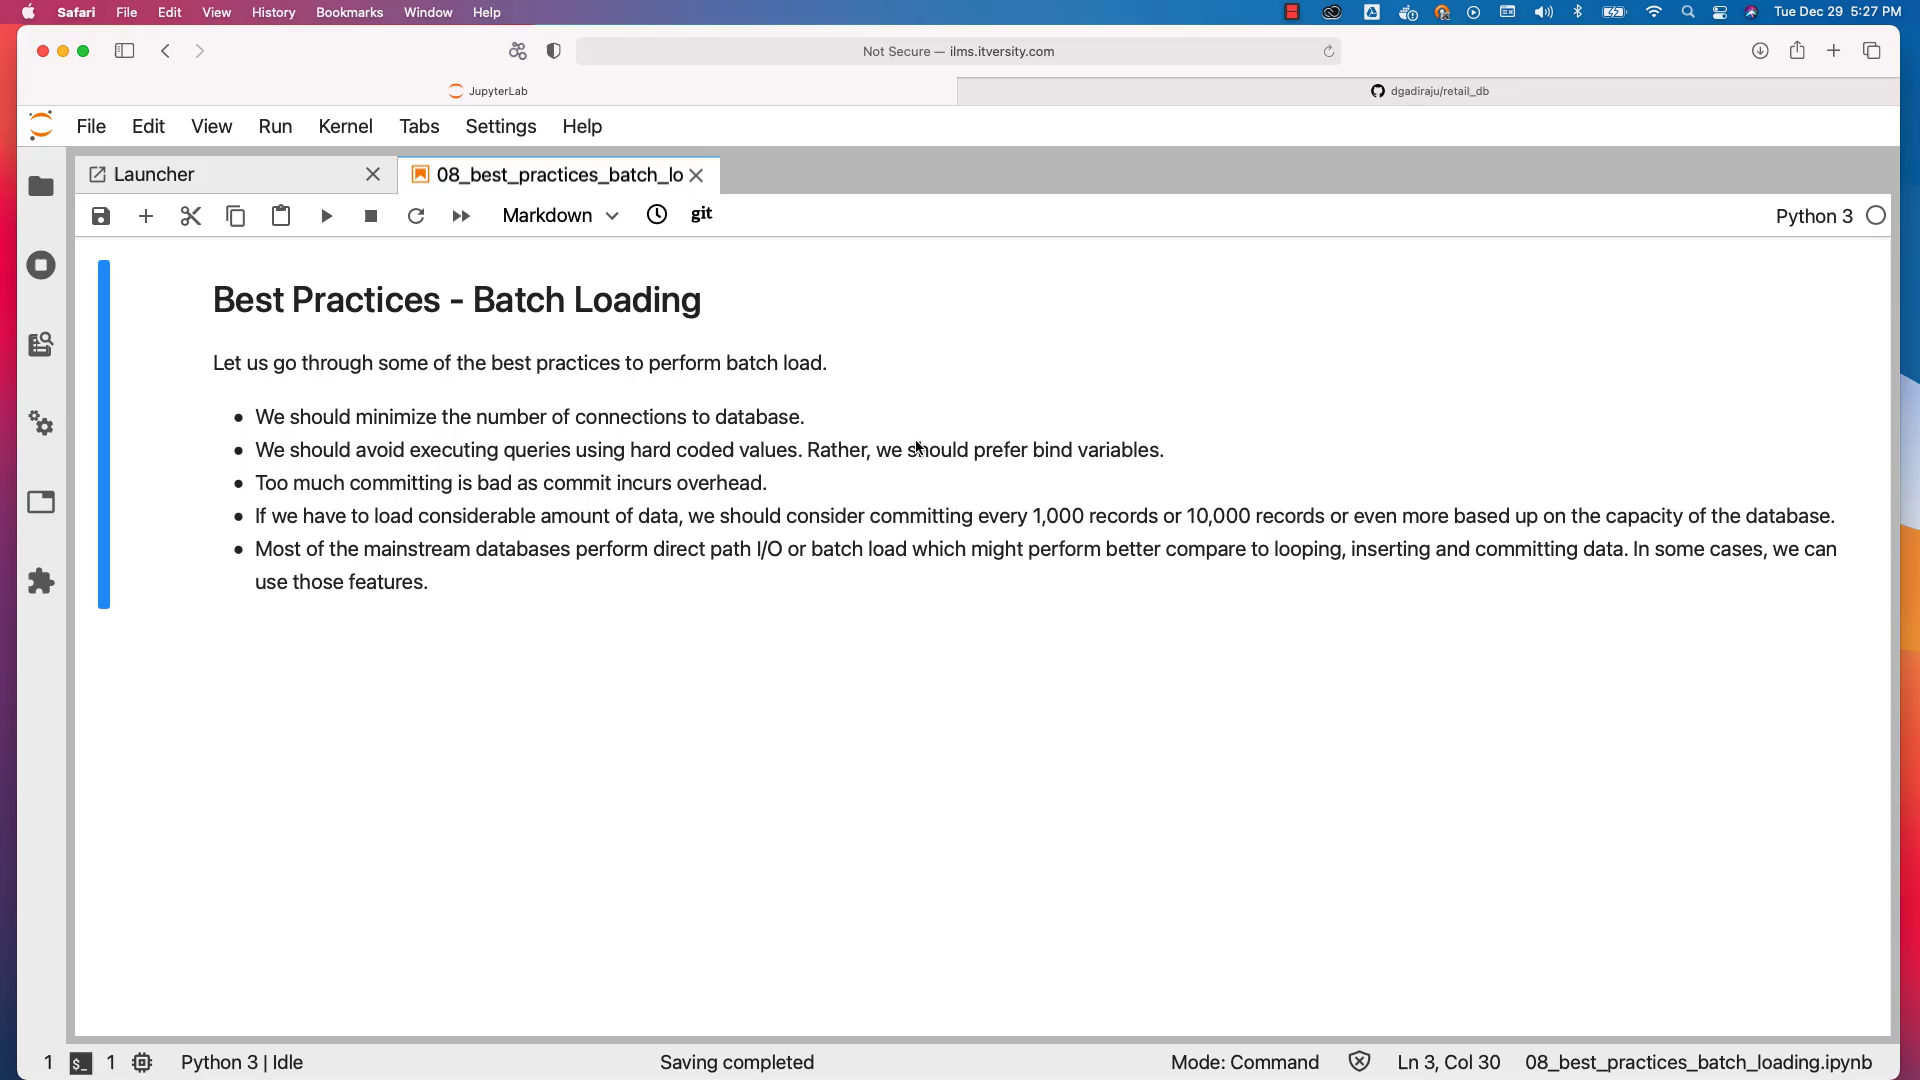 Safari File Edit View History Bookmarks Window Help Tue Dec 29 5:27 PM
Not Secure — ilms.itversity.com
JupyterLab dgadiraju/retail_db
File Edit View Run Kernel Tabs Settings Help
Launcher 08_best_practices_batch_lo
Markdown git Python 3
Best Practices - Batch Loading
Let us go through some of the best practices to perform batch load.
• We should minimize the number of connections to database.
• We should avoid executing queries using hard coded values. Rather, we should prefer bind variables.
• Too much committing is bad as commit incurs overhead.
• If we have to load considerable amount of data, we should consider committing every 1,000 records or 10,000 records or even more based up on the capacity of the database.
• Most of the mainstream databases perform direct path I/O or batch load which might perform better compare to looping, inserting and committing data. In some cases, we can
use those features.
1 $_ 1 Python 3 | Idle Saving completed Mode: Command Ln 3, Col 30 08_best_practices_batch_loading.ipynb